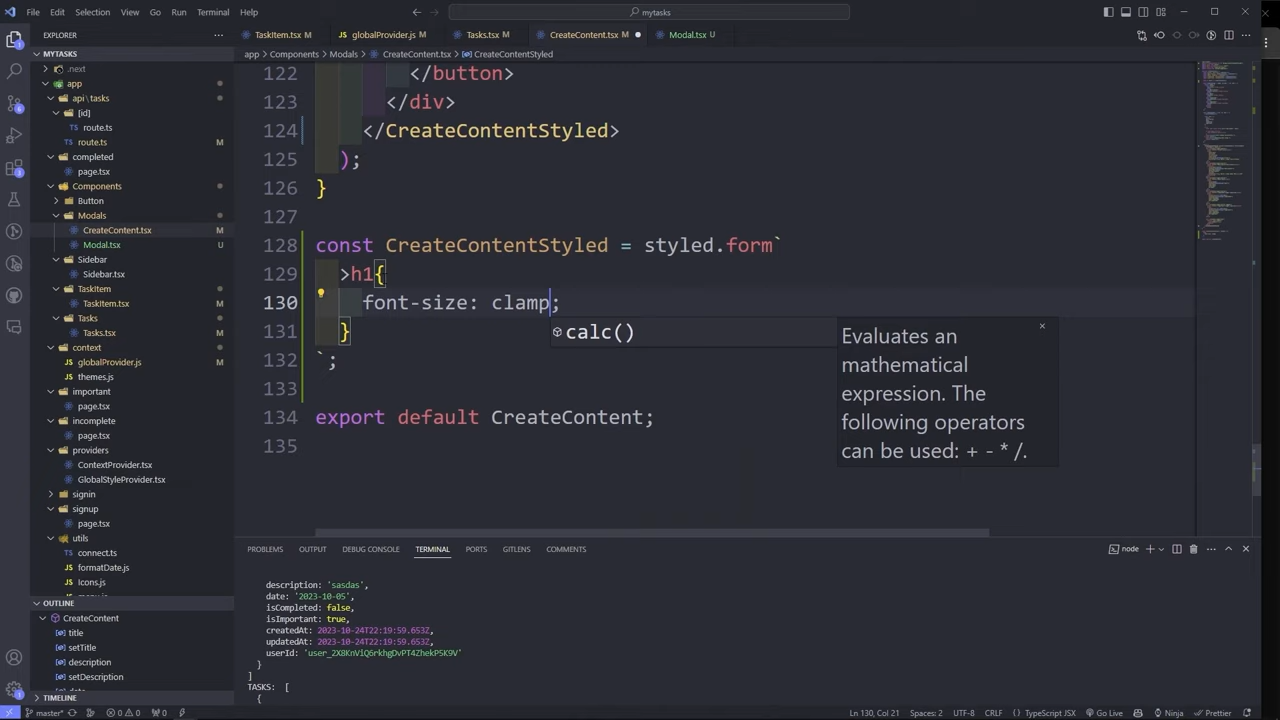 File Edit Selection View Go Run Terminal Help
mytasks
EXPLORER
TaskItem.tsx M
globalProvider.js M
Tasks.tsx M
CreateContent.tsx M
Modal.tsx U
app > Components > Modals > CreateContent.tsx > CreateContentStyled
MYTASKS
.next
app
api\tasks
[id]
route.ts
route.ts M
completed
page.tsx
Components
Button
Modals
CreateContent.tsx M
Modal.tsx U
Sidebar
Sidebar.tsx
TaskItem
TaskItem.tsx M
Tasks
Tasks.tsx M
context
globalProvider.js M
themes.js
important
page.tsx
incomplete
page.tsx
providers
ContextProvider.tsx
GlobalStyleProvider.tsx
signin
signup
page.tsx
utils
connect.ts
formatDate.js
Icons.js
OUTLINE
CreateContent
title
setTitle
description
setDescription
TIMELINE
122 </button>
123 </div>
124 </CreateContentStyled>
125 );
126 }
127
128 const CreateContentStyled = styled.form`
129 >h1{
130 font-size: clamp;
131 }
132 `;
133
134 export default CreateContent;
135
calc()
Evaluates an
mathematical
expression. The
following operators
can be used: + - * /.
PROBLEMS OUTPUT DEBUG CONSOLE TERMINAL PORTS GITLENS COMMENTS
node
description: 'sasdas',
date: '2023-10-05',
isCompleted: false,
isImportant: true,
createdAt: 2023-10-24T22:19:59.653Z,
updatedAt: 2023-10-24T22:19:59.653Z,
userId: 'user_2X8KnViQ6rkhgDvPT4ZhekP5K9V'
}
]
TASKS: [
{
master* 0 0 0 Ln 130, Col 21 Spaces: 2 UTF-8 CRLF TypeScript JSX Go Live Ninja Prettier